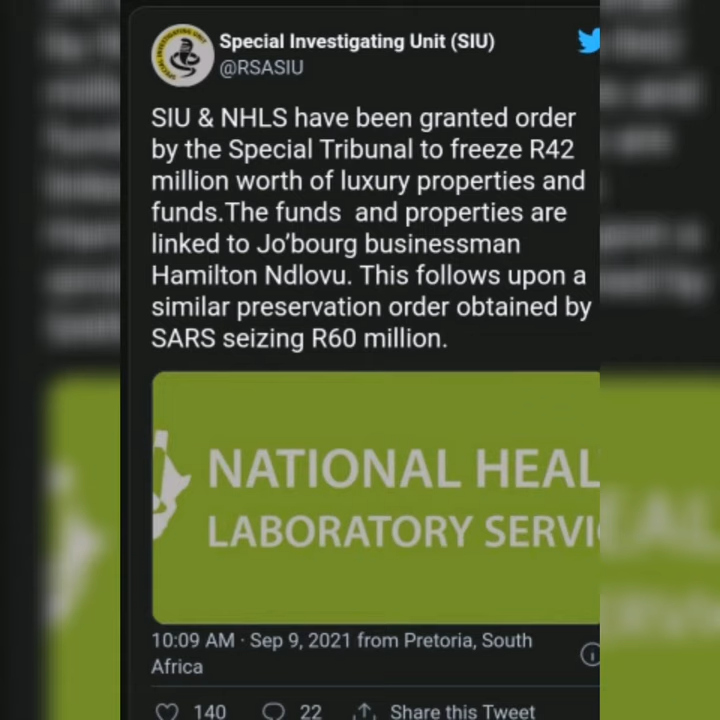 Special Investigating Unit (SIU)
@RSASIU
SIU & NHLS have been granted order
by the Special Tribunal to freeze R42
million worth of luxury properties and
funds.The funds  and properties are
linked to Jo'bourg businessman
Hamilton Ndlovu. This follows upon a
similar preservation order obtained by
SARS seizing R60 million.
NATIONAL HEAL
LABORATORY SERVI
10:09 AM · Sep 9, 2021 from Pretoria, South
Africa
140 22 Share this Tweet